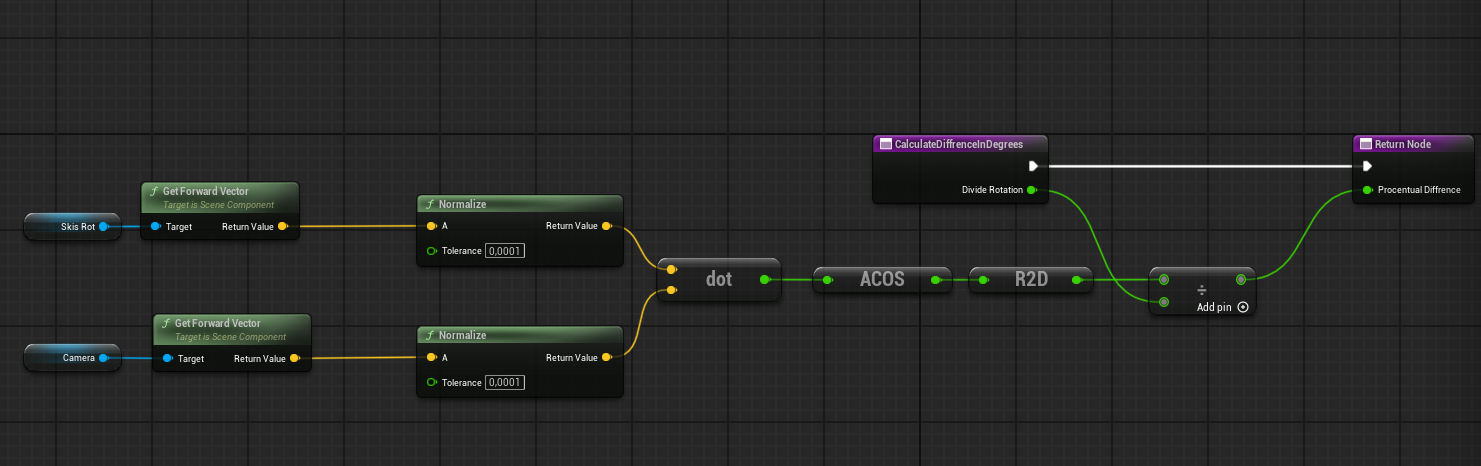 CalculateDiffrenceInDegrees
Divide Rotation
Return Node
Procentual Diffrence
Get Forward Vector
Target is Scene Component
Skis Rot
Target
Return Value
f Normalize
A
Return Value
Tolerance 0,0001
dot
ACOS
R2D
÷
Add pin
Get Forward Vector
Target is Scene Component
Camera
Target
Return Value
f Normalize
A
Return Value
Tolerance 0,0001